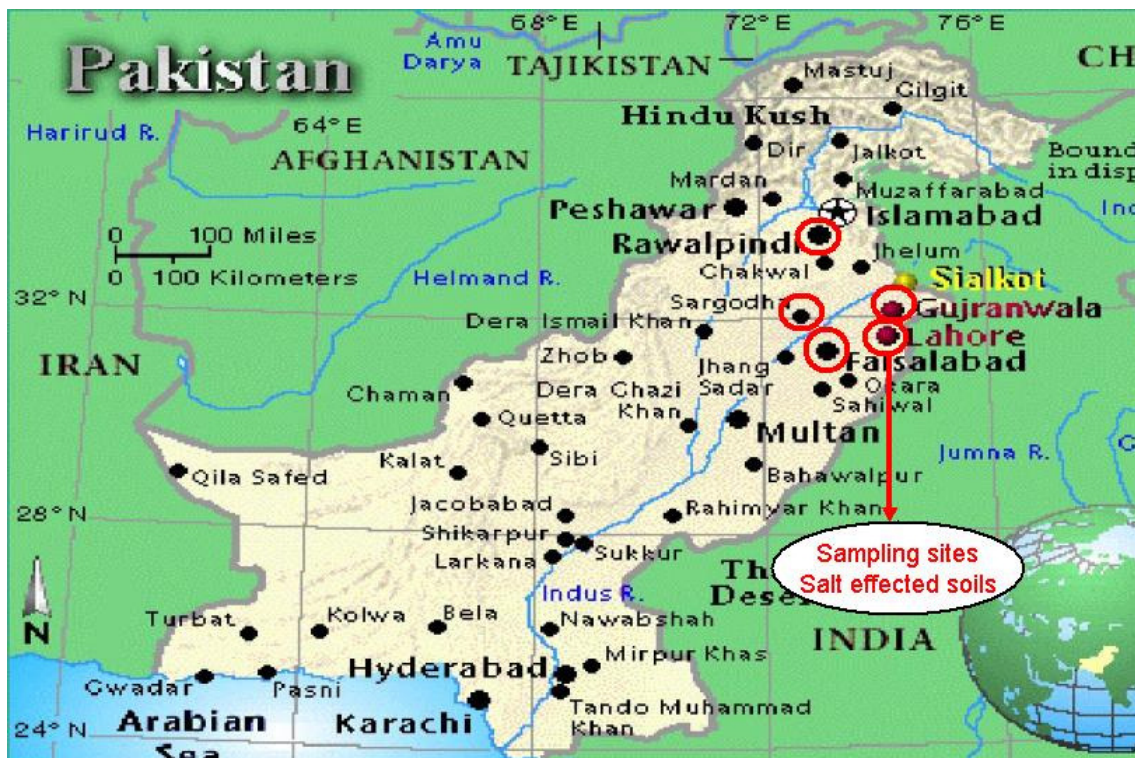 68° E
72° E
76° E
Amu
Darya
TAJIKISTAN
CH
Pakistan
Mastuj
Gilgit
Harirud R.
64° E
Hindu Kush
AFGHANISTAN
Dir
Jalkot
Bound
in disp
Mardan
Muzaffarabad
Peshawar
Islamabad
Ind
0 100 Miles
0 100 Kilometers
Rawalpindi
Jhelum
Chakwal
Helmand R.
Sialkot
32° N
Sargodha
Gujranwala
Dera Ismail Khan
Lahore
IRAN
Zhob
Jhang
Sadar
Faisalabad
Chaman
Dera Ghazi
Khan
Okara
Sahiwal
Quetta
Multan
Qila Safed
Kalat
Sibi
Bahawalpur
Jumna R.
G
Jacobabad
Rahimyar Khan
28° N
Shikarpur
Sukkur
Larkana
Sampling sites
Salt effected soils
Th
Deser
Indus R.
INDIA
N
Turbat
Kolwa
Bela
Nawabshah
Hyderabad
Mirpur Khas
Gwadar
Pasni
Tando Muhammad
Khan
24° N
Arabian
Sea
Karachi